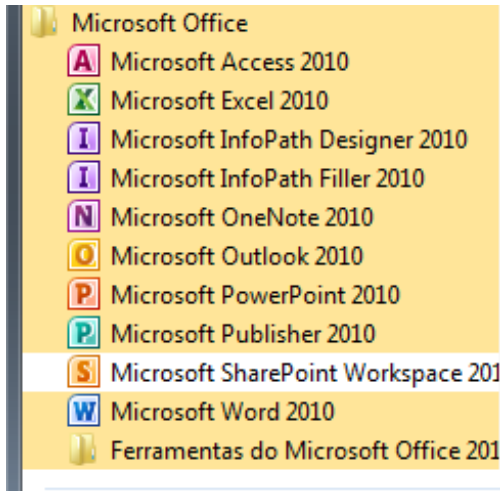 Microsoft Office
A Microsoft Access 2010
X Microsoft Excel 2010
I Microsoft InfoPath Designer 2010
I Microsoft InfoPath Filler 2010
N Microsoft OneNote 2010
O Microsoft Outlook 2010
P Microsoft PowerPoint 2010
P Microsoft Publisher 2010
S Microsoft SharePoint Workspace 201
W Microsoft Word 2010
Ferramentas do Microsoft Office 201